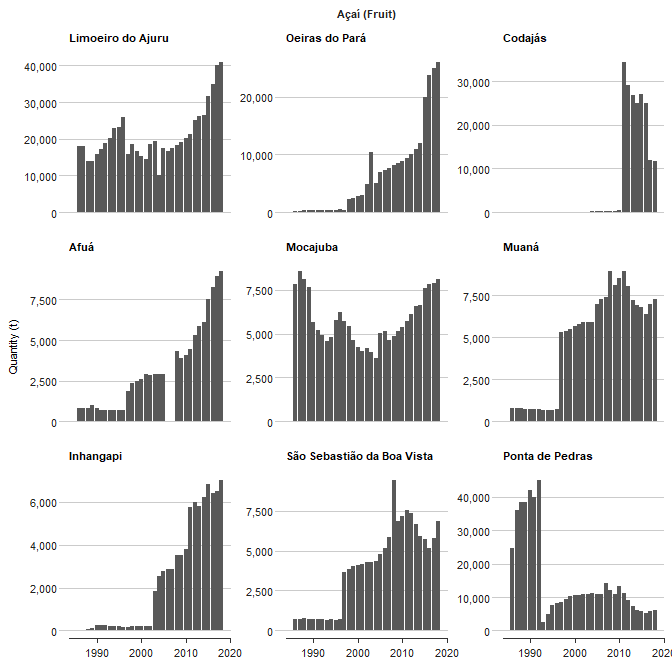 Açaí (Fruit)
Limoeiro do Ajuru
Oeiras do Pará
Codajás
40,000
30,000
20,000
10,000
0
20,000
10,000
0
30,000
20,000
10,000
0
Afuá
Mocajuba
Muaná
Quantity (t)
7,500
5,000
2,500
0
7,500
5,000
2,500
0
7,500
5,000
2,500
0
Inhangapi
São Sebastião da Boa Vista
Ponta de Pedras
6,000
4,000
2,000
0
7,500
5,000
2,500
0
40,000
30,000
20,000
10,000
0
1990 2000 2010 2020
1990 2000 2010 2020
1990 2000 2010 2020